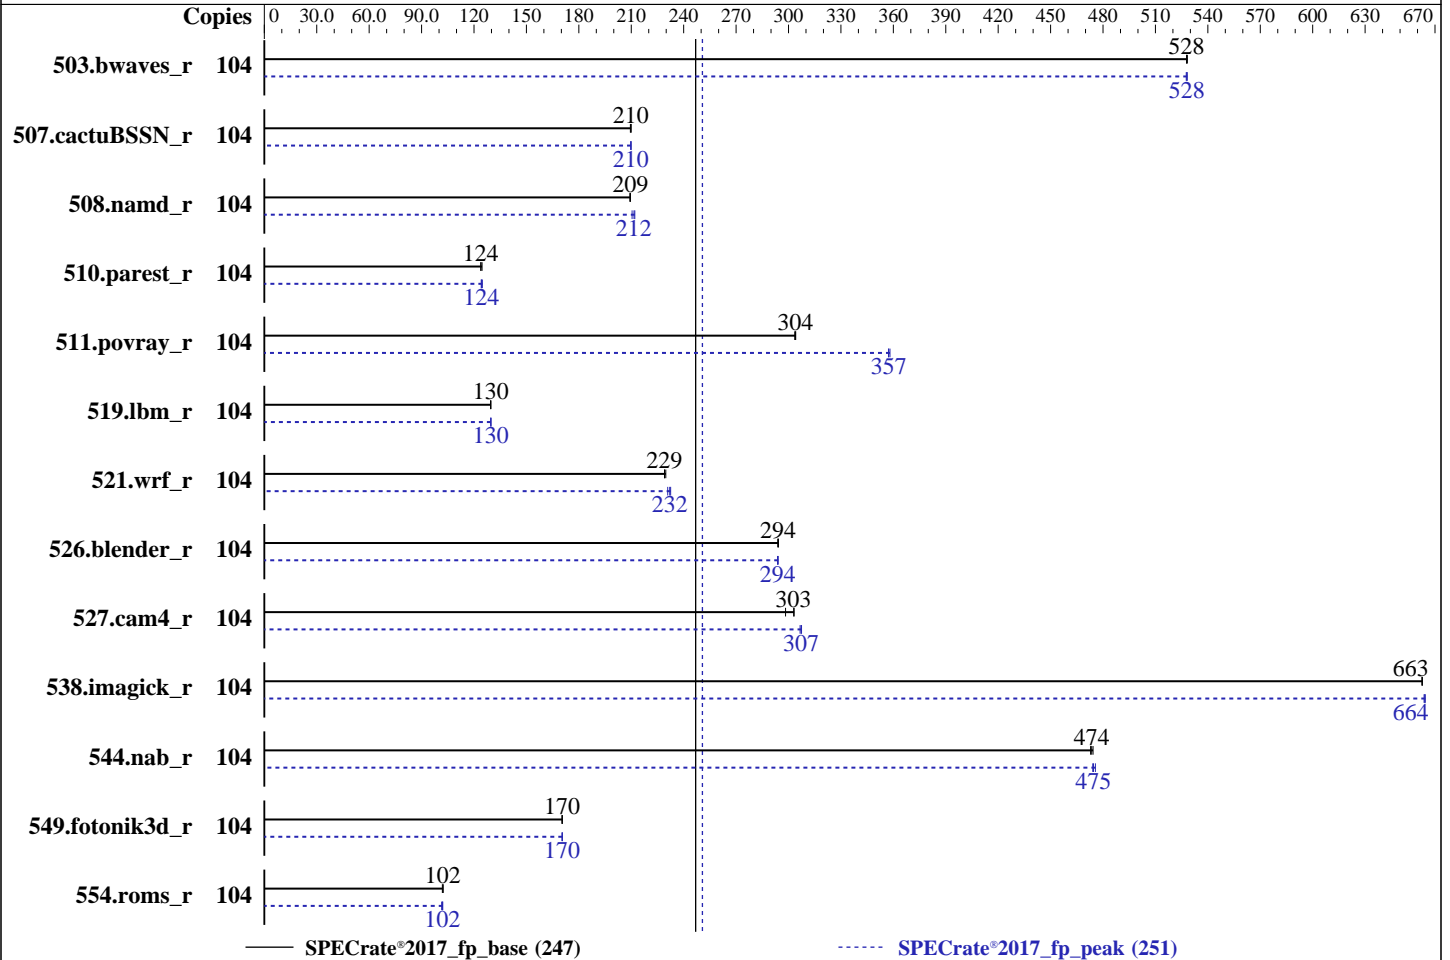 Copies 0 30.0 60.0 90.0 120 150 180 210 240 270 300 330 360 390 420 450 480 510 540 570 600 630 670
528
503.bwaves_r 104
528
210
507.cactuBSSN_r 104
210
209
508.namd_r 104
212
124
510.parest_r 104
124
304
511.povray_r 104
357
130
519.lbm_r 104
130
229
521.wrf_r 104
232
294
526.blender_r 104
294
303
527.cam4_r 104
307
663
538.imagick_r 104
664
474
544.nab_r 104
475
170
549.fotonik3d_r 104
170
102
554.roms_r 104
102
SPECrate®2017_fp_base (247) SPECrate®2017_fp_peak (251)